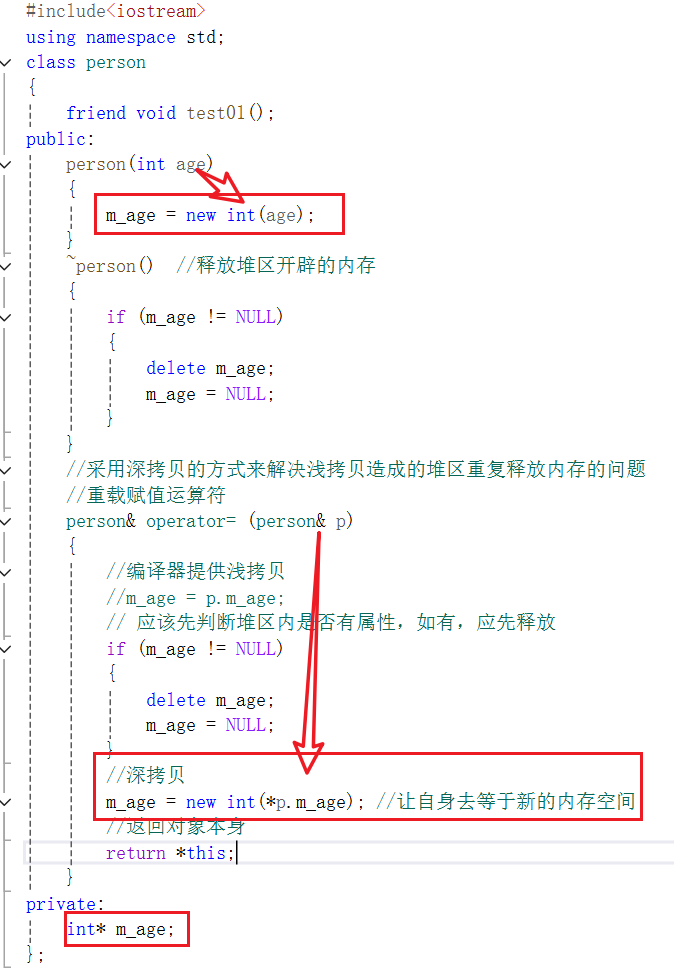 #include<iostream>
using namespace std;
class person
{
friend void test01();
public:
person(int age)
{
m_age = new int(age);
}
~person() //释放堆区开辟的内存
{
if (m_age != NULL)
{
delete m_age;
m_age = NULL;
}
}
//采用深拷贝的方式来解决浅拷贝造成的堆区重复释放内存的问题
//重载赋值运算符
person& operator= (person& p)
{
//编译器提供浅拷贝
//m_age = p.m_age;
// 应该先判断堆区内是否有属性，如有，应先释放
if (m_age != NULL)
{
delete m_age;
m_age = NULL;
}
//深拷贝
m_age = new int(*p.m_age); //让自身去等于新的内存空间
//返回对象本身
return *this;
}
private:
int* m_age;
};